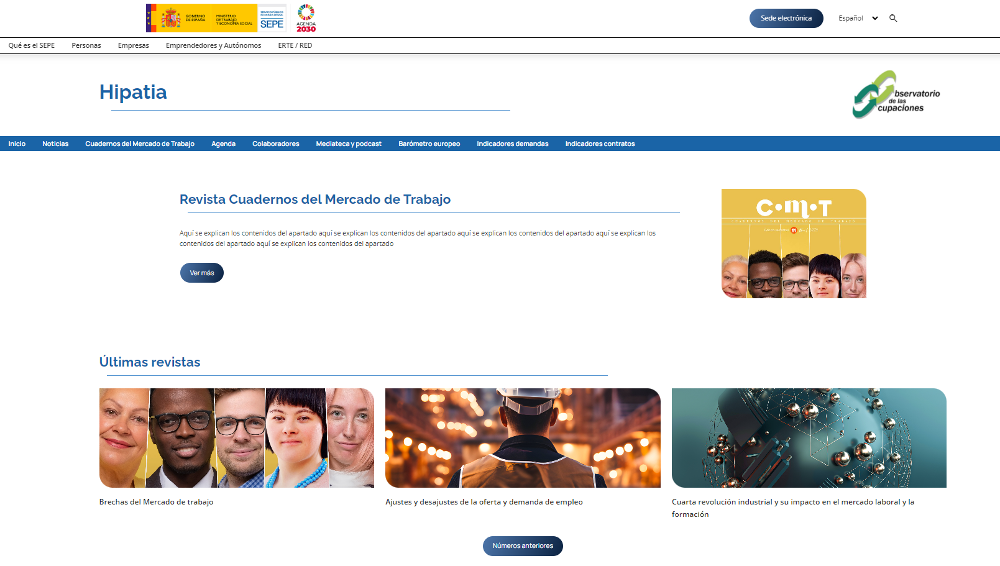 GOBIERNO
DE ESPAÑA
MINISTERIO
DE TRABAJO
Y ECONOMÍA SOCIAL
SERVICIO PÚBLICO
DE EMPLEO ESTATAL
SEPE
AGENDA
2030
Sede electrónica
Español
Qué es el SEPE
Personas
Empresas
Emprendedores y Autónomos
ERTE / RED
Hipatia
bservatorio
de las
cupaciones
Inicio
Noticias
Cuadernos del Mercado de Trabajo
Agenda
Colaboradores
Mediateca y podcast
Barómetro europeo
Indicadores demandas
Indicadores contratos
Revista Cuadernos del Mercado de Trabajo
Aquí se explican los contenidos del apartado aquí se explican los contenidos del apartado aquí se explican los contenidos del apartado aquí se explican los
contenidos del apartado aquí se explican los contenidos del apartado
Ver más
C·m·T
CUADERNOS DEL MERCADO DE TRABAJO
11
Últimas revistas
Brechas del Mercado de trabajo
Ajustes y desajustes de la oferta y demanda de empleo
Cuarta revolución industrial y su impacto en el mercado laboral y la
formación
Números anteriores